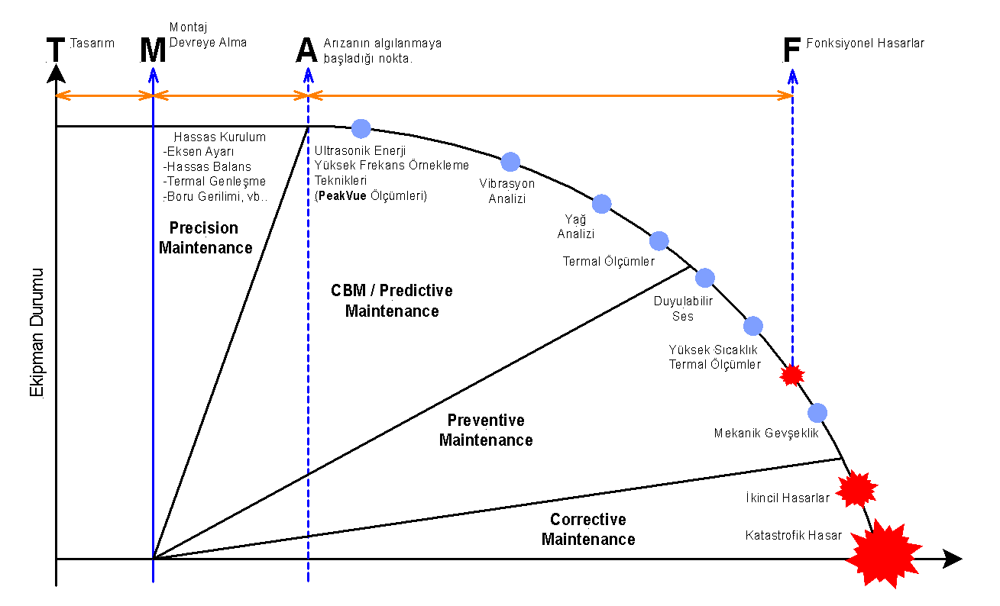 T Tasarım
M Montaj
Devreye Alma
A Arızanın algılanmaya
başladığı nokta.
F Fonksiyonel Hasarlar
Hassas Kurulum
-Eksen Ayarı
-Hassas Balans
-Termal Genleşme
-Boru Gerilimi, vb..
Precision
Maintenance
Ultrasonik Enerji
Yüksek Frekans Örnekleme
Teknikleri
(PeakVue Ölçümleri)
Vibrasyon
Analizi
Yağ
Analizi
Termal Ölçümler
CBM / Predictive
Maintenance
Duyulabilir
Ses
Yüksek Sıcaklık
Termal Ölçümler
Ekipman Durumu
Preventive
Maintenance
Mekanik Gevşeklik
İkincil Hasarlar
Corrective
Maintenance
Katastrofik Hasar